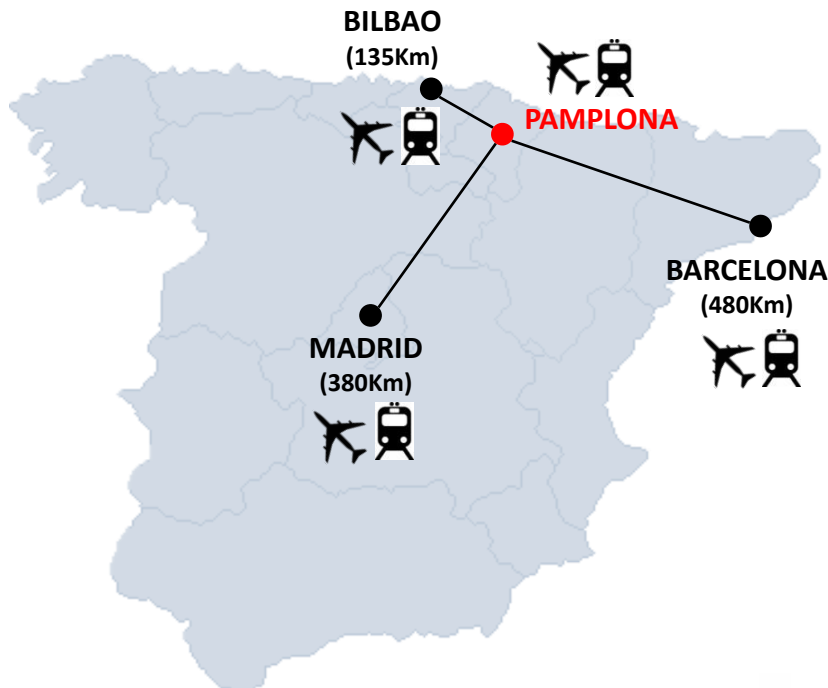 BILBAO
(135Km)
PAMPLONA
BARCELONA
(480Km)
MADRID
(380Km)